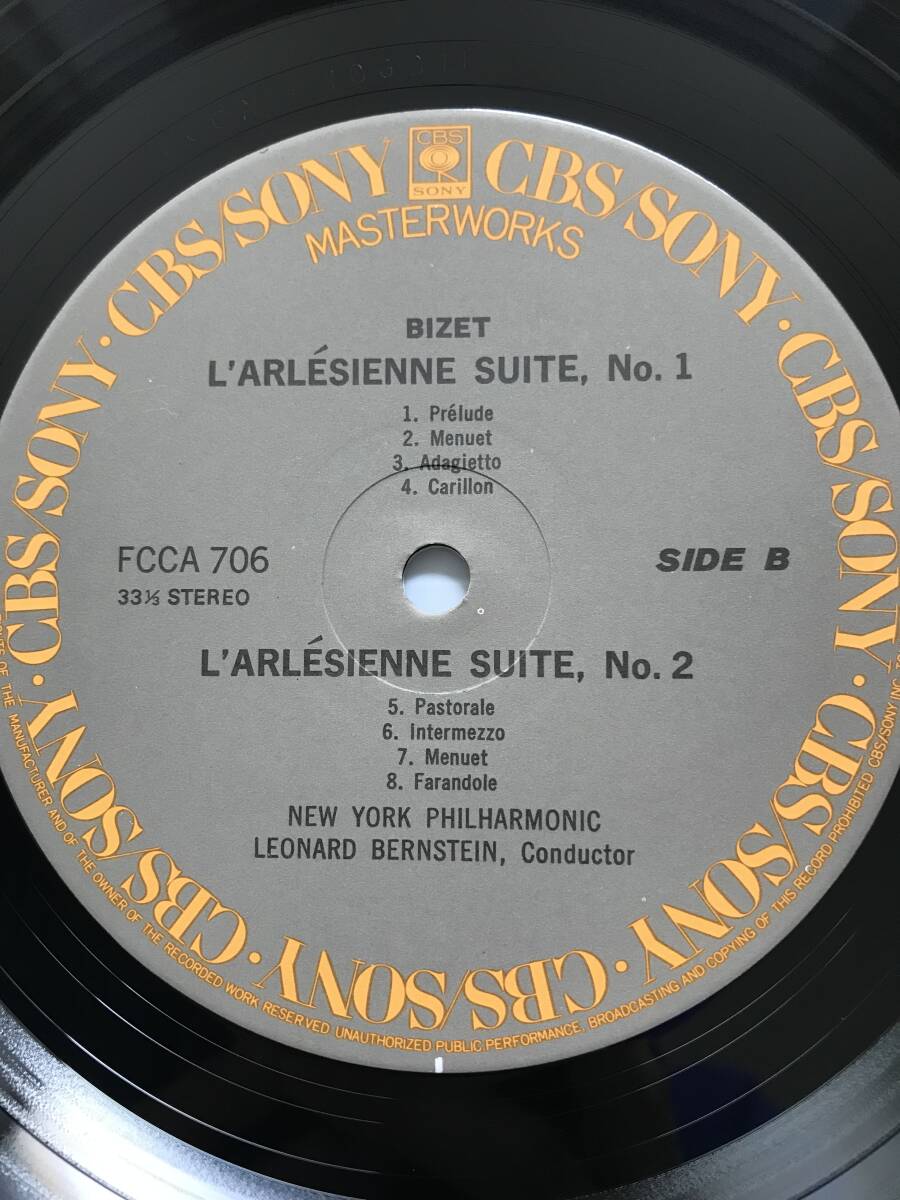 CBS/SONY · CBS/SONY · CBS/SONY · CBS/SONY · CBS/SONY · CBS/SONY · CBS/SONY · CBS/SONY
CBS
SONY
MASTERWORKS
BIZET
L'ARLÉSIENNE SUITE, No. 1
1. Prélude
2. Menuet
3. Adagietto
4. Carillon
FCCA 706
SIDE B
33⅓ STEREO
L'ARLÉSIENNE SUITE, No. 2
5. Pastorale
6. Intermezzo
7. Menuet
8. Farandole
NEW YORK PHILHARMONIC
LEONARD BERNSTEIN, Conductor
OF THE MANUFACTURER AND OF THE OWNER OF THE RECORDED WORK RESERVED UNAUTHORIZED PUBLIC PERFORMANCE, BROADCASTING AND COPYING OF THIS RECORD PROHIBITED CBS/SONY INC.